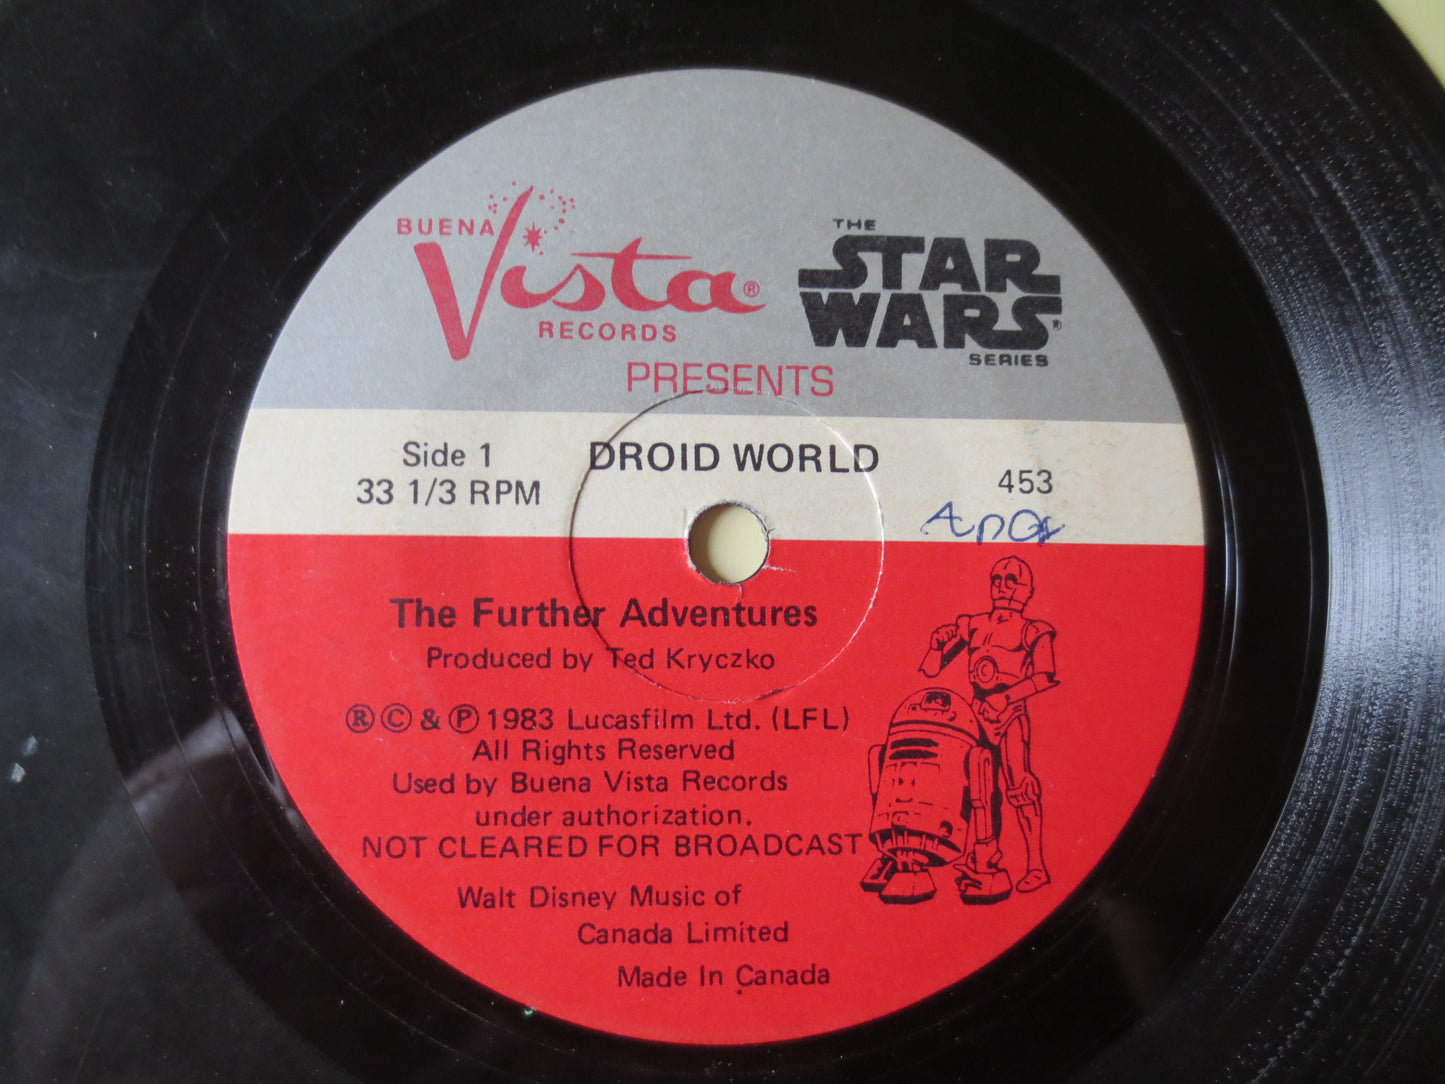 BUENA
Vista®
RECORDS
THE
STAR
WARS
SERIES
PRESENTS
Side 1
33 1/3 RPM
DROID WORLD
453
The Further Adventures
Produced by Ted Kryczko
® © & ℗ 1983 Lucasfilm Ltd. (LFL)
All Rights Reserved
Used by Buena Vista Records
under authorization.
NOT CLEARED FOR BROADCAST
Walt Disney Music of
Canada Limited
Made In Canada